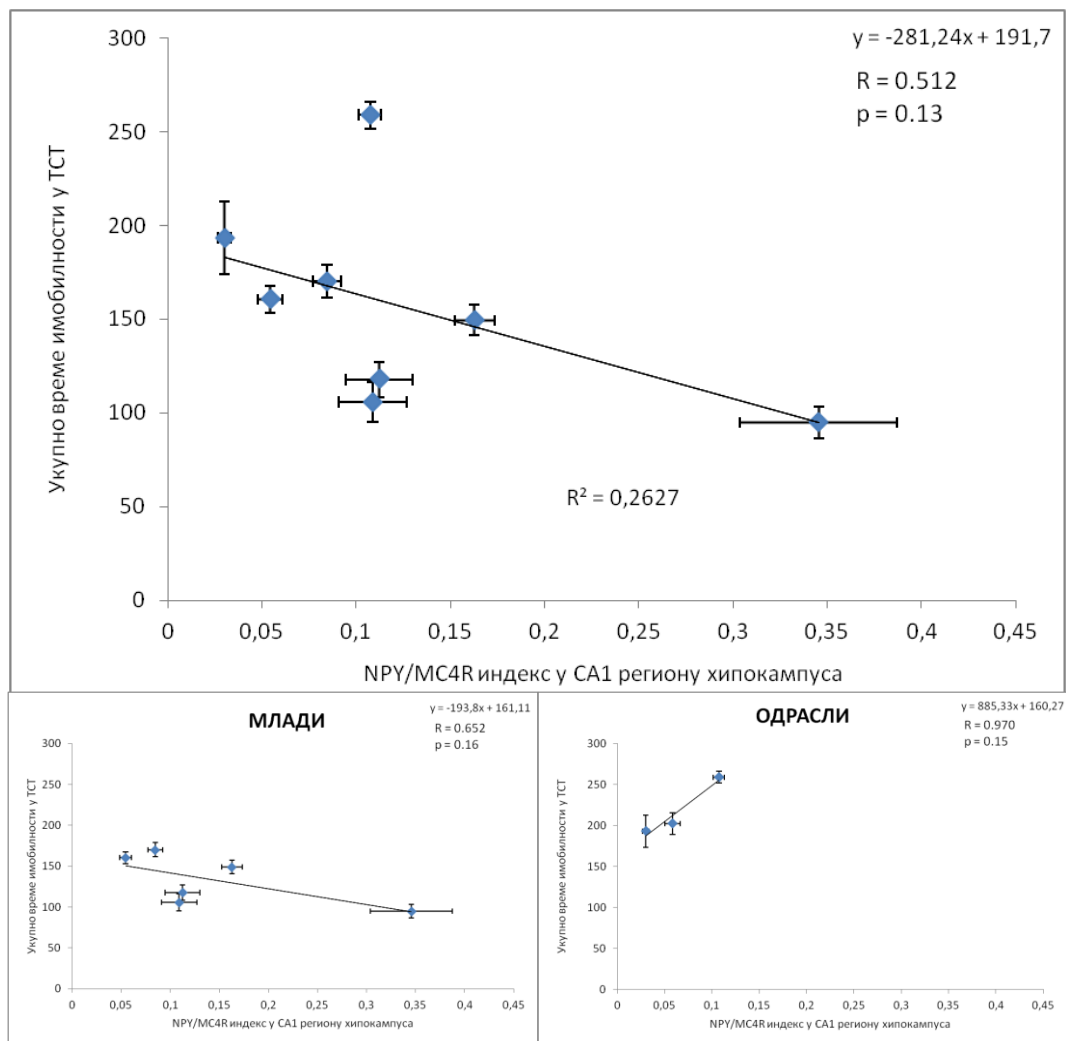 y = -281,24x + 191,7
R = 0.512
p = 0.13
Укупно време имобилности у ТСТ
300
250
200
150
100
50
0
R² = 0,2627
0 0,05 0,1 0,15 0,2 0,25 0,3 0,35 0,4 0,45
NPY/MC4R индекс у CA1 региону хипокампуса
МЛАДИ
y = -193,8x + 161,11
R = 0.652
p = 0.16
Укупно време имобилности у ТСТ
300
250
200
150
100
50
0
0 0,05 0,1 0,15 0,2 0,25 0,3 0,35 0,4 0,45
NPY/MC4R индекс у CA1 региону хипокампуса
ОДРАСЛИ
y = 885,33x + 160,27
R = 0.970
p = 0.15
Укупно време имобилности у ТСТ
300
250
200
150
100
50
0
0 0,05 0,1 0,15 0,2 0,25 0,3 0,35 0,4 0,45
NPY/MC4R индекс у CA1 региону хипокампуса